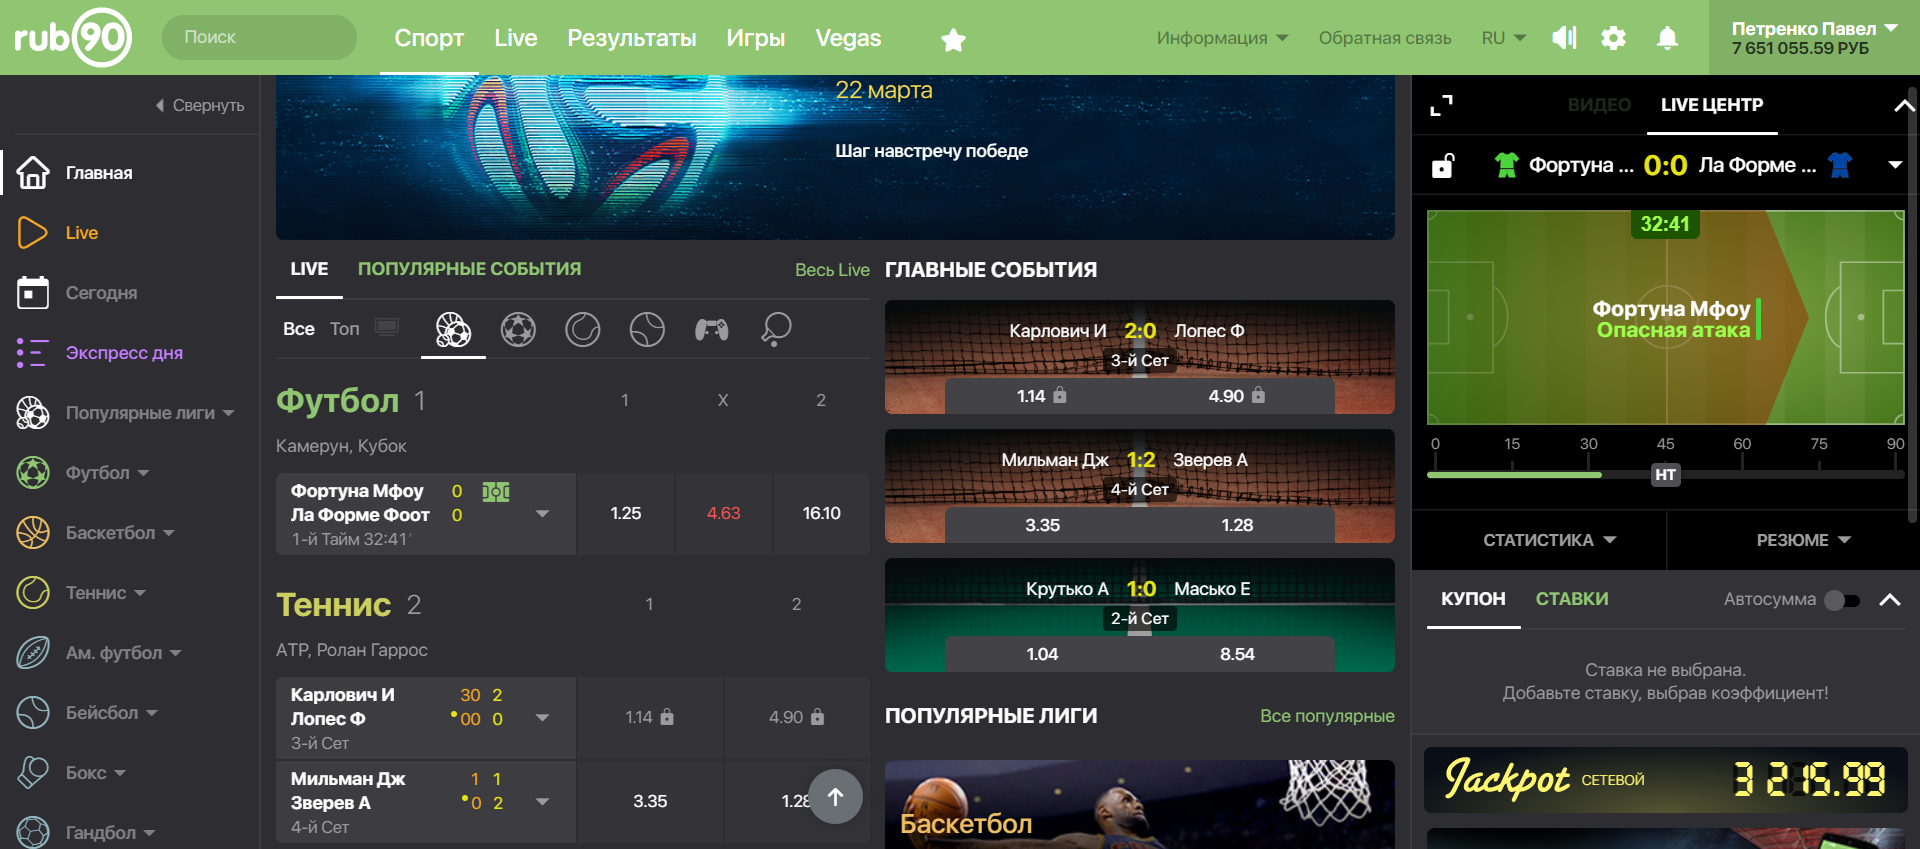 rub90
Поиск
Спорт
Live
Результаты
Игры
Vegas
Информация
Обратная связь
RU
Петренко Павел
7 651 055.59 РУБ
Свернуть
Главная
Live
Сегодня
Экспресс дня
Популярные лиги
Футбол
Баскетбол
Теннис
Ам. футбол
Бейсбол
Бокс
Гандбол
22 марта
Шаг навстречу победе
LIVE
ПОПУЛЯРНЫЕ СОБЫТИЯ
Весь Live
Все
Топ
Футбол 1
1 X 2
Камерун, Кубок
Фортуна Мфоу 0
Ла Форме Фоот 0
1-й Тайм 32:41'
1.25 4.63 16.10
Теннис 2
1 2
ATP, Ролан Гаррос
Карлович И 30 2
Лопес Ф 00 0
3-й Сет
1.14 4.90
Мильман Дж 1 1
Зверев А 0 2
4-й Сет
3.35 1.28
ГЛАВНЫЕ СОБЫТИЯ
Карлович И 2:0 Лопес Ф
3-й Сет
1.14 4.90
Мильман Дж 1:2 Зверев А
4-й Сет
3.35 1.28
Крутько А 1:0 Масько Е
2-й Сет
1.04 8.54
ПОПУЛЯРНЫЕ ЛИГИ
Все популярные
Баскетбол
ВИДЕО
LIVE ЦЕНТР
Фортуна ... 0:0 Ла Форме ...
32:41
Фортуна Мфоу
Опасная атака
0 15 30 45 60 75 90
HT
СТАТИСТИКА
РЕЗЮМЕ
КУПОН
СТАВКИ
Автосумма
Ставка не выбрана.
Добавьте ставку, выбрав коэффициент!
Jackpot СЕТЕВОЙ 3 215.99